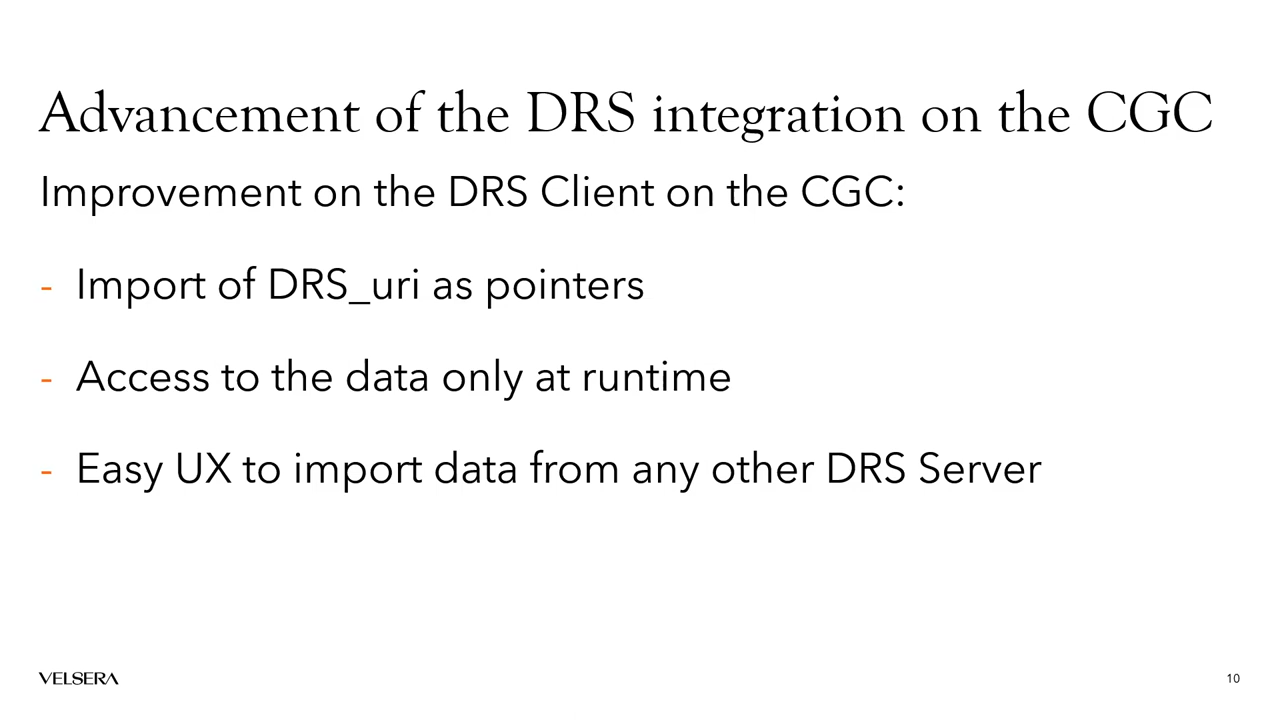 Advancement of the DRS integration on the CGC
Improvement on the DRS Client on the CGC:
- Import of DRS_uri as pointers
- Access to the data only at runtime
- Easy UX to import data from any other DRS Server
VELSERA
10